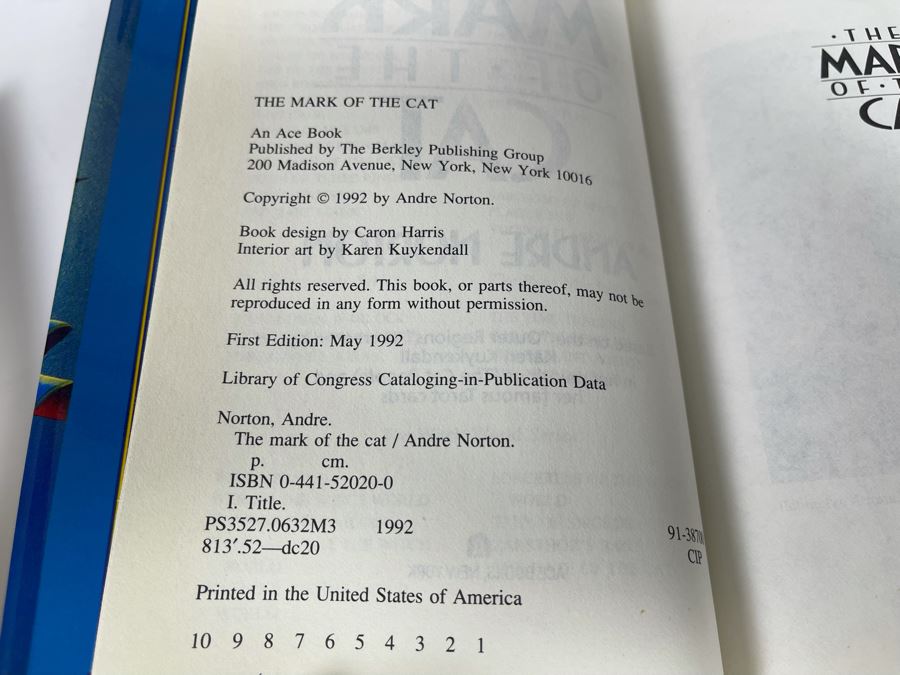 THE MARK OF THE CAT
An Ace Book
Published by The Berkley Publishing Group
200 Madison Avenue, New York, New York 10016
Copyright © 1992 by Andre Norton.
Book design by Caron Harris
Interior art by Karen Kuykendall
All rights reserved. This book, or parts thereof, may not be
reproduced in any form without permission.
First Edition: May 1992
Library of Congress Cataloging-in-Publication Data
Norton, Andre.
The mark of the cat / Andre Norton.
p. cm.
ISBN 0-441-52020-0
I. Title.
PS3527.0632M3 1992
813′.52—dc20
91-3870
CIP
Printed in the United States of America
10 9 8 7 6 5 4 3 2 1
·THE
OF·